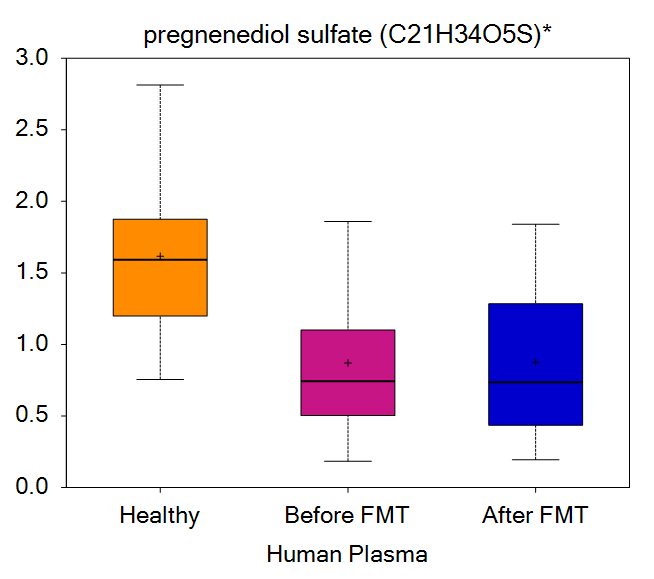 pregnenediol sulfate (C21H34O5S)*
3.0
2.5
2.0
1.5
1.0
0.5
0.0
Healthy
Before FMT
After FMT
Human Plasma